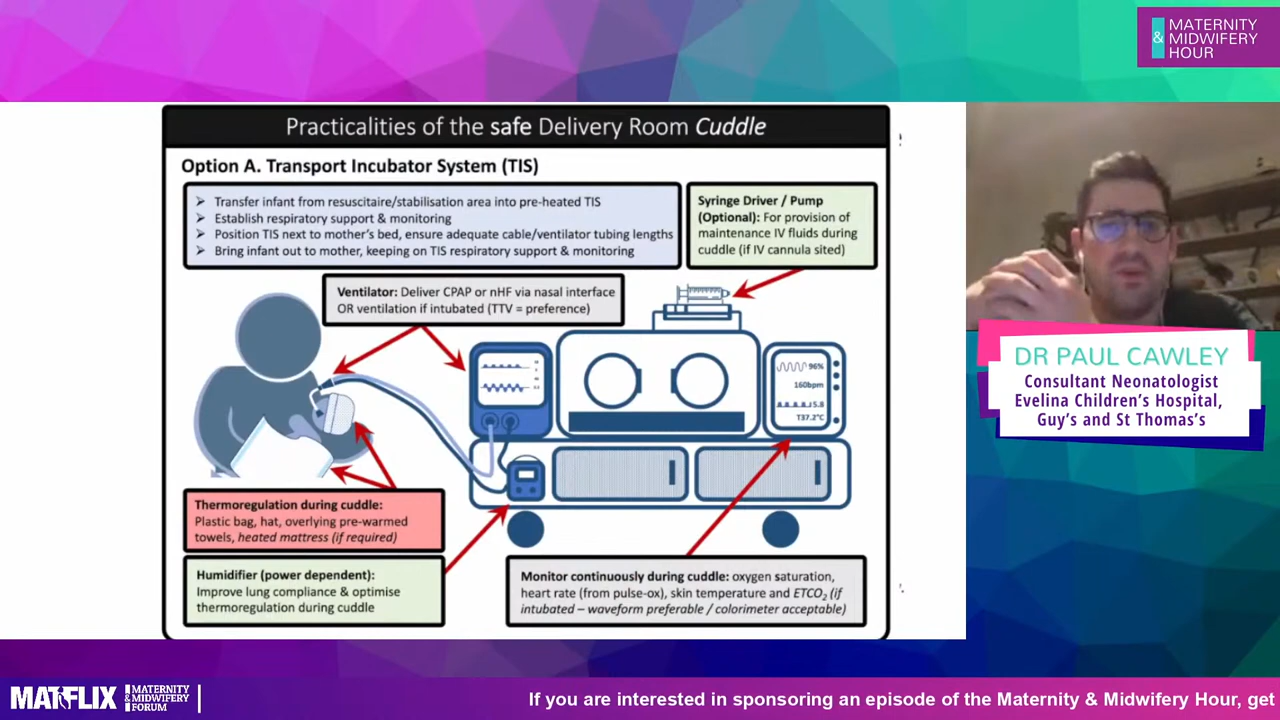 MATERNITY
& MIDWIFERY
HOUR
Practicalities of the safe Delivery Room Cuddle
Option A. Transport Incubator System (TIS)
➢ Transfer infant from resuscitaire/stabilisation area into pre-heated TIS
➢ Establish respiratory support & monitoring
➢ Position TIS next to mother's bed, ensure adequate cable/ventilator tubing lengths
➢ Bring infant out to mother, keeping on TIS respiratory support & monitoring
Syringe Driver / Pump
(Optional): For provision of
maintenance IV fluids during
cuddle (if IV cannula sited)
Ventilator: Deliver CPAP or nHF via nasal interface
OR ventilation if intubated (TTV = preference)
96%
160bpm
5.8
T37.2°C
Thermoregulation during cuddle:
Plastic bag, hat, overlying pre-warmed
towels, heated mattress (if required)
Humidifier (power dependent):
Improve lung compliance & optimise
thermoregulation during cuddle
Monitor continuously during cuddle: oxygen saturation,
heart rate (from pulse-ox), skin temperature and ETCO₂ (if
intubated – waveform preferable / colorimeter acceptable)
DR PAUL CAWLEY
Consultant Neonatologist
Evelina Children's Hospital,
Guy's and St Thomas's
MATFLIX
MATERNITY
& MIDWIFERY
FORUM
If you are interested in sponsoring an episode of the Maternity & Midwifery Hour, get